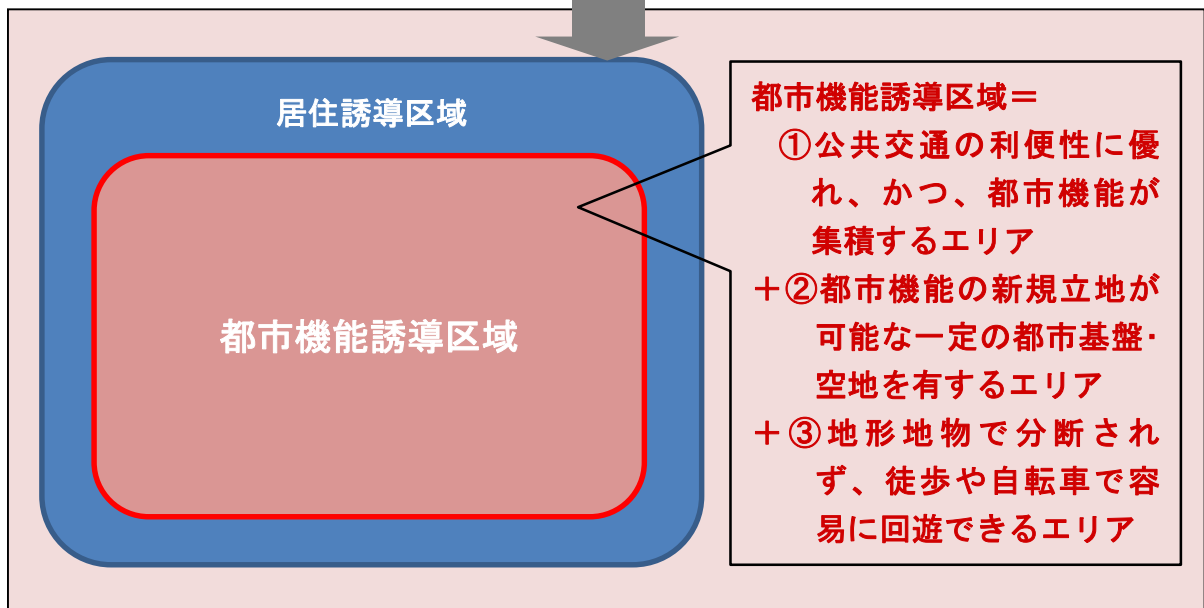 居住誘導区域
都市機能誘導区域
都市機能誘導区域＝
①公共交通の利便性に優
れ、かつ、都市機能が
集積するエリア
＋②都市機能の新規立地が
可能な一定の都市基盤・
空地を有するエリア
＋③地形地物で分断され
ず、徒歩や自転車で容
易に回遊できるエリア